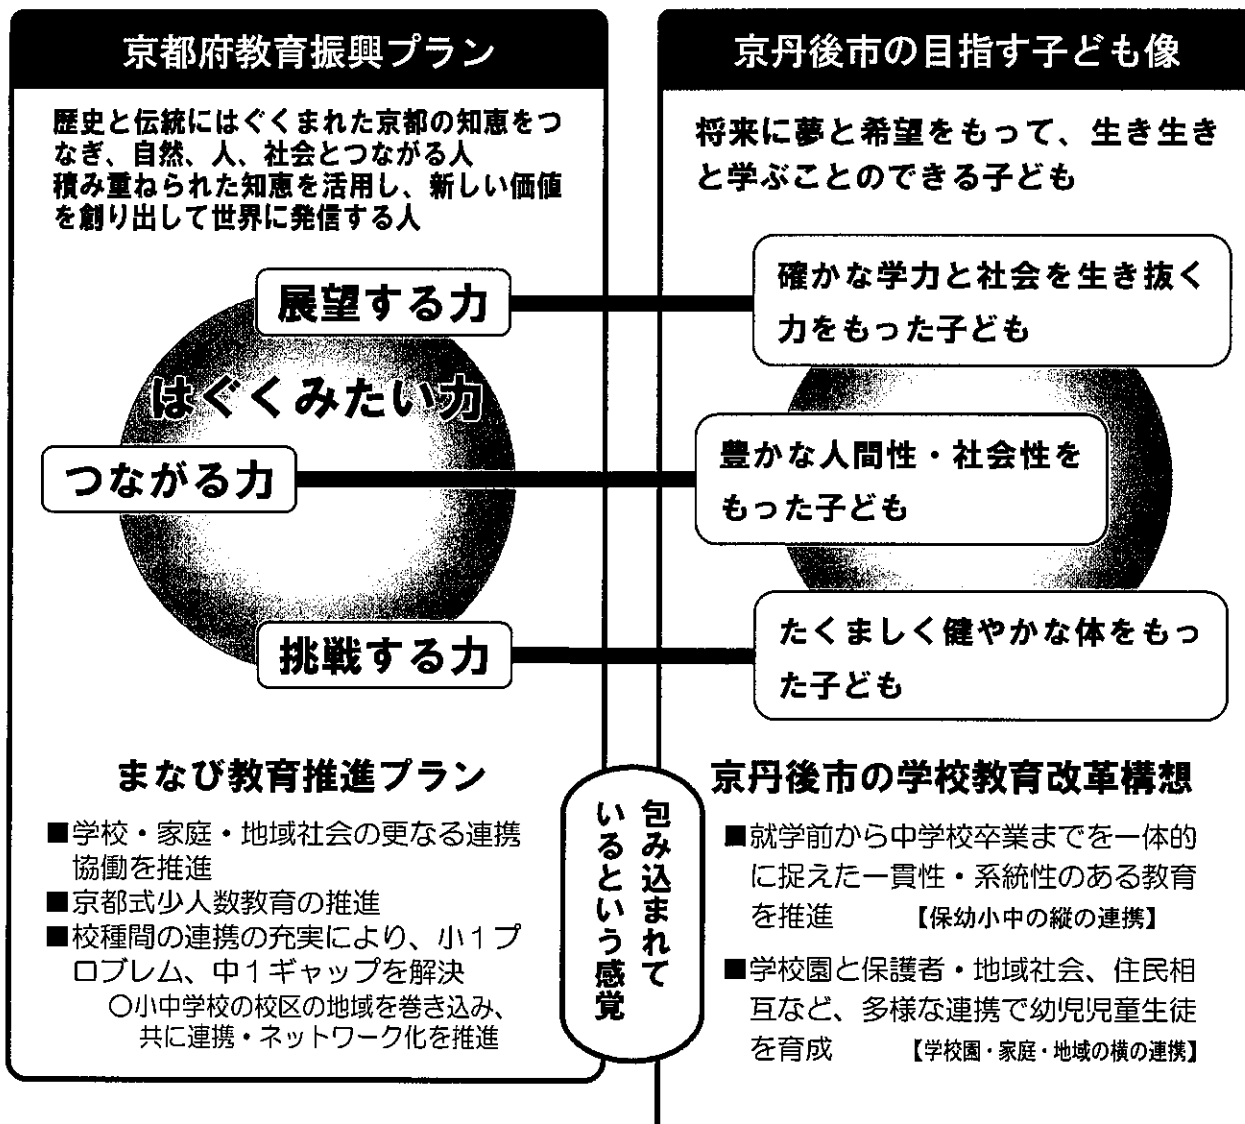 京都府教育振興プラン
歴史と伝統にはぐくまれた京都の知恵をつ
なぎ、自然、人、社会とつながる人
積み重ねられた知恵を活用し、新しい価値
を創り出して世界に発信する人
展望する力
はぐくみたい力
つながる力
挑戦する力
まなび教育推進プラン
■学校・家庭・地域社会の更なる連携
協働を推進
■京都式少人数教育の推進
■校種間の連携の充実により、小1プ
ロブレム、中1ギャップを解決
○小中学校の校区の地域を巻き込み、
共に連携・ネットワーク化を推進
包み込まれて
いるという感覚
京丹後市の目指す子ども像
将来に夢と希望をもって、生き生き
と学ぶことのできる子ども
確かな学力と社会を生き抜く
力をもった子ども
豊かな人間性・社会性を
もった子ども
たくましく健やかな体をもっ
た子ども
京丹後市の学校教育改革構想
■就学前から中学校卒業までを一体的
に捉えた一貫性・系統性のある教育
を推進 【保幼小中の縦の連携】
■学校園と保護者・地域社会、住民相
互など、多様な連携で幼児児童生徒
を育成 【学校園・家庭・地域の横の連携】